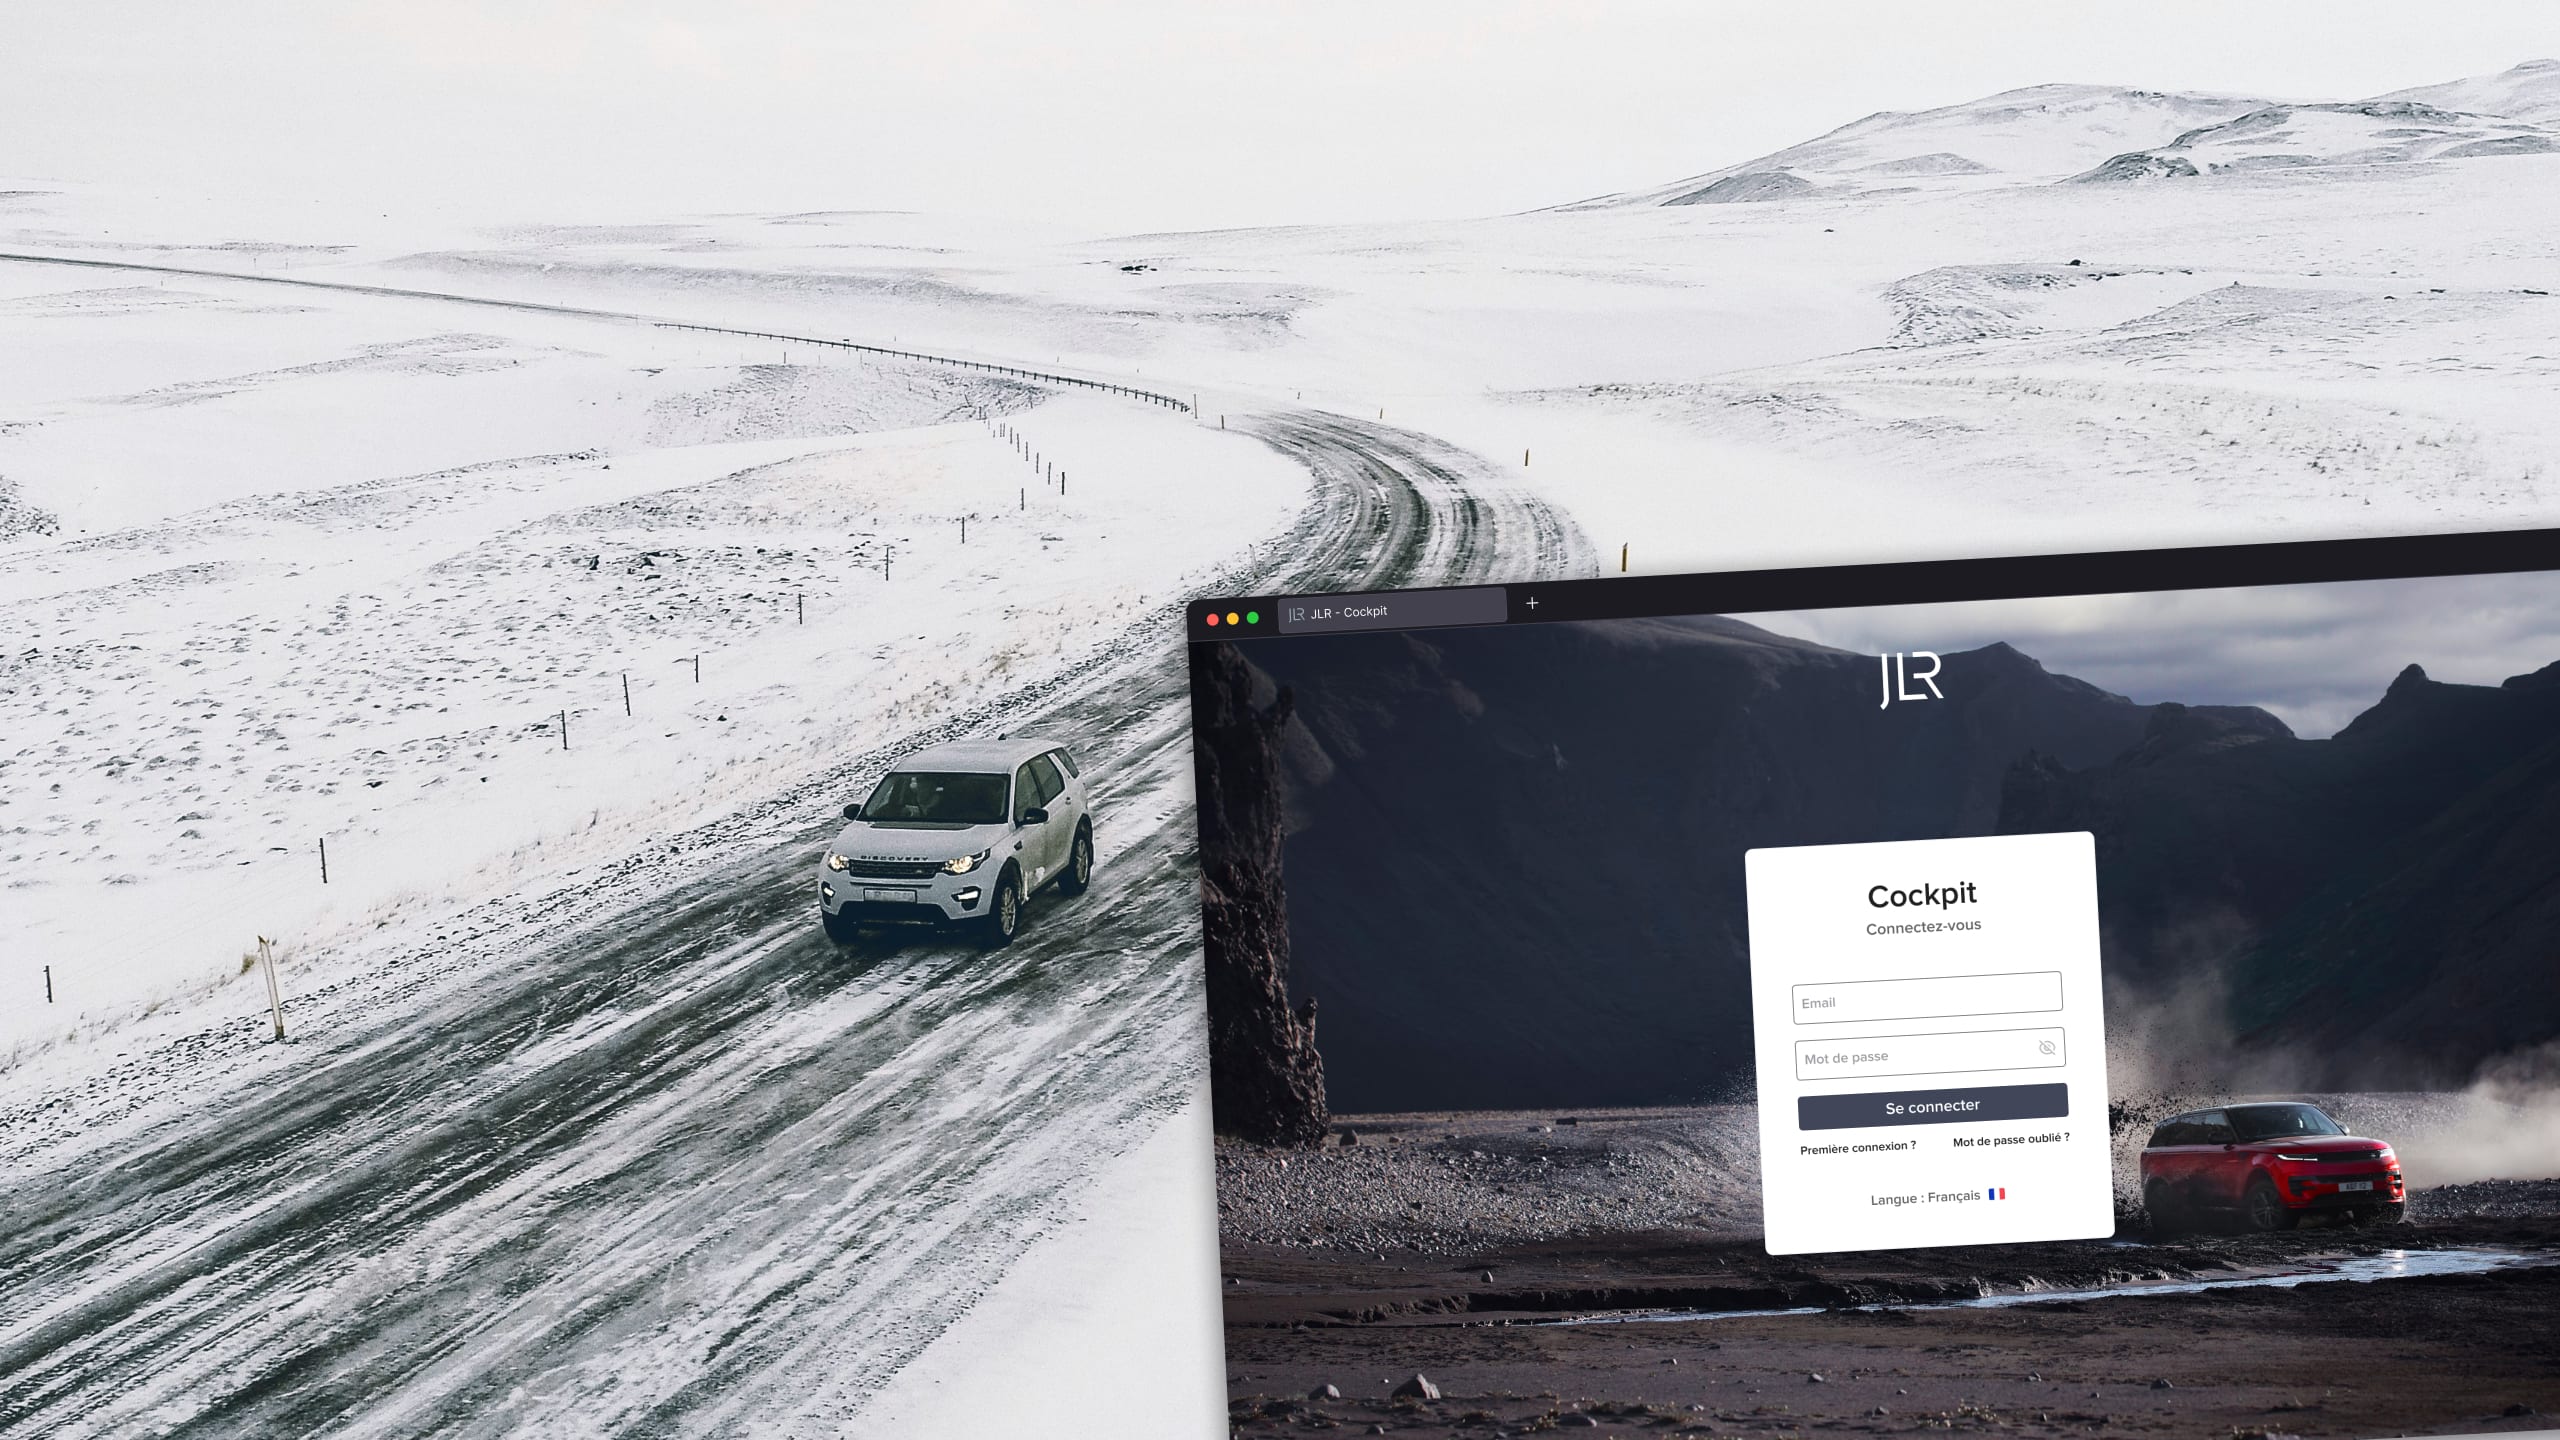 DISCOVERY
JLR JLR - Cockpit
JLR
Cockpit
Connectez-vous
Email
Mot de passe
Se connecter
Première connexion ?
Mot de passe oublié ?
Langue : Français